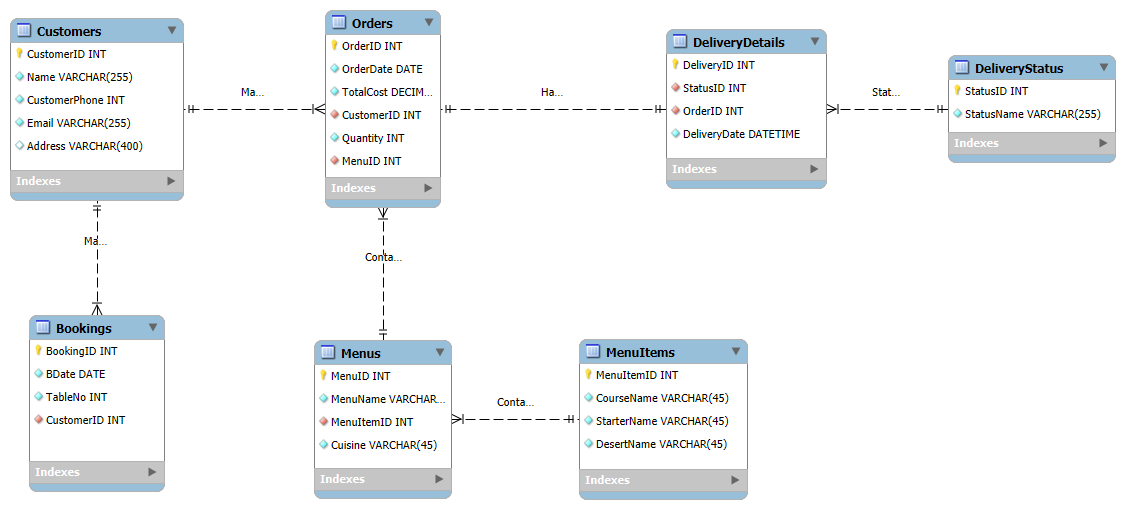 Customers
CustomerID INT
Name VARCHAR(255)
CustomerPhone INT
Email VARCHAR(255)
Address VARCHAR(400)
Indexes
Ma...
Orders
OrderID INT
OrderDate DATE
TotalCost DECIM...
CustomerID INT
Quantity INT
MenuID INT
Indexes
Ha...
DeliveryDetails
DeliveryID INT
StatusID INT
OrderID INT
DeliveryDate DATETIME
Indexes
Stat...
DeliveryStatus
StatusID INT
StatusName VARCHAR(255)
Indexes
Ma...
Conta...
Bookings
BookingID INT
BDate DATE
TableNo INT
CustomerID INT
Indexes
Menus
MenuID INT
MenuName VARCHAR...
MenuItemID INT
Cuisine VARCHAR(45)
Indexes
Conta...
MenuItems
MenuItemID INT
CourseName VARCHAR(45)
StarterName VARCHAR(45)
DesertName VARCHAR(45)
Indexes